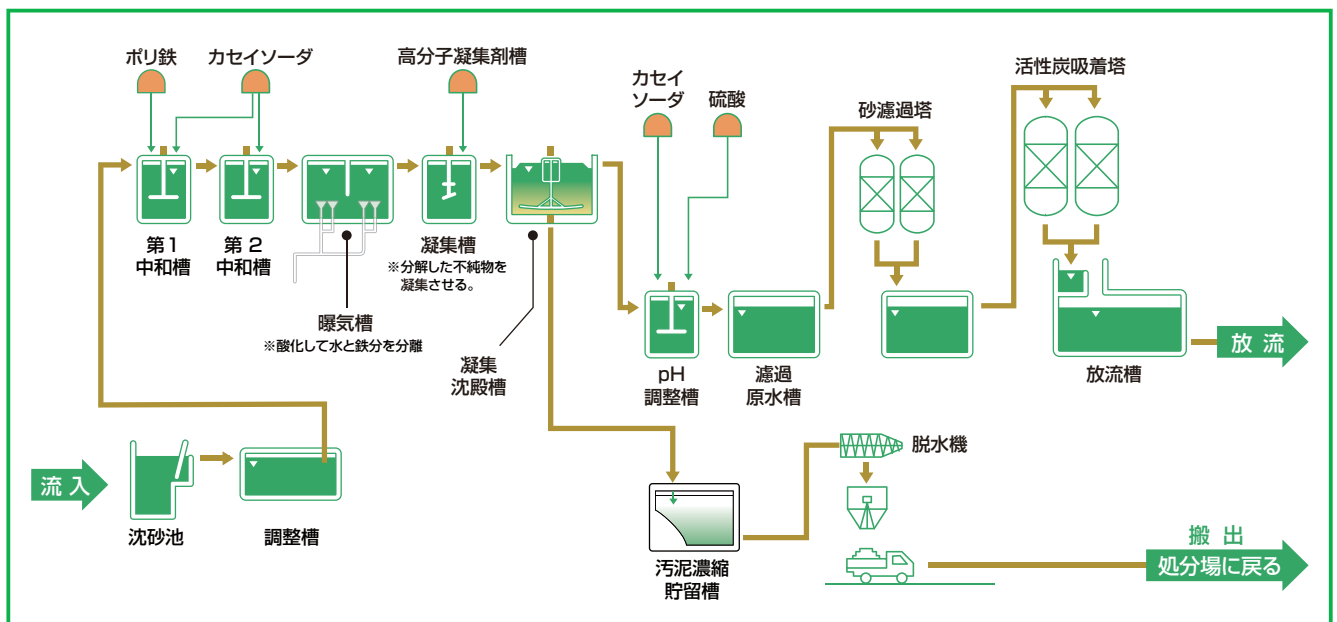 ポリ鉄
カセイソーダ
高分子凝集剤槽
カセイ
ソーダ
硫酸
砂濾過塔
活性炭吸着塔
第1
中和槽
第2
中和槽
凝集槽
※分解した不純物を
凝集させる。
曝気槽
※酸化して水と鉄分を分離
凝集
沈殿槽
pH
調整槽
濾過
原水槽
放流槽
放流
流入
沈砂池
調整槽
脱水機
汚泥濃縮
貯留槽
搬出
処分場に戻る